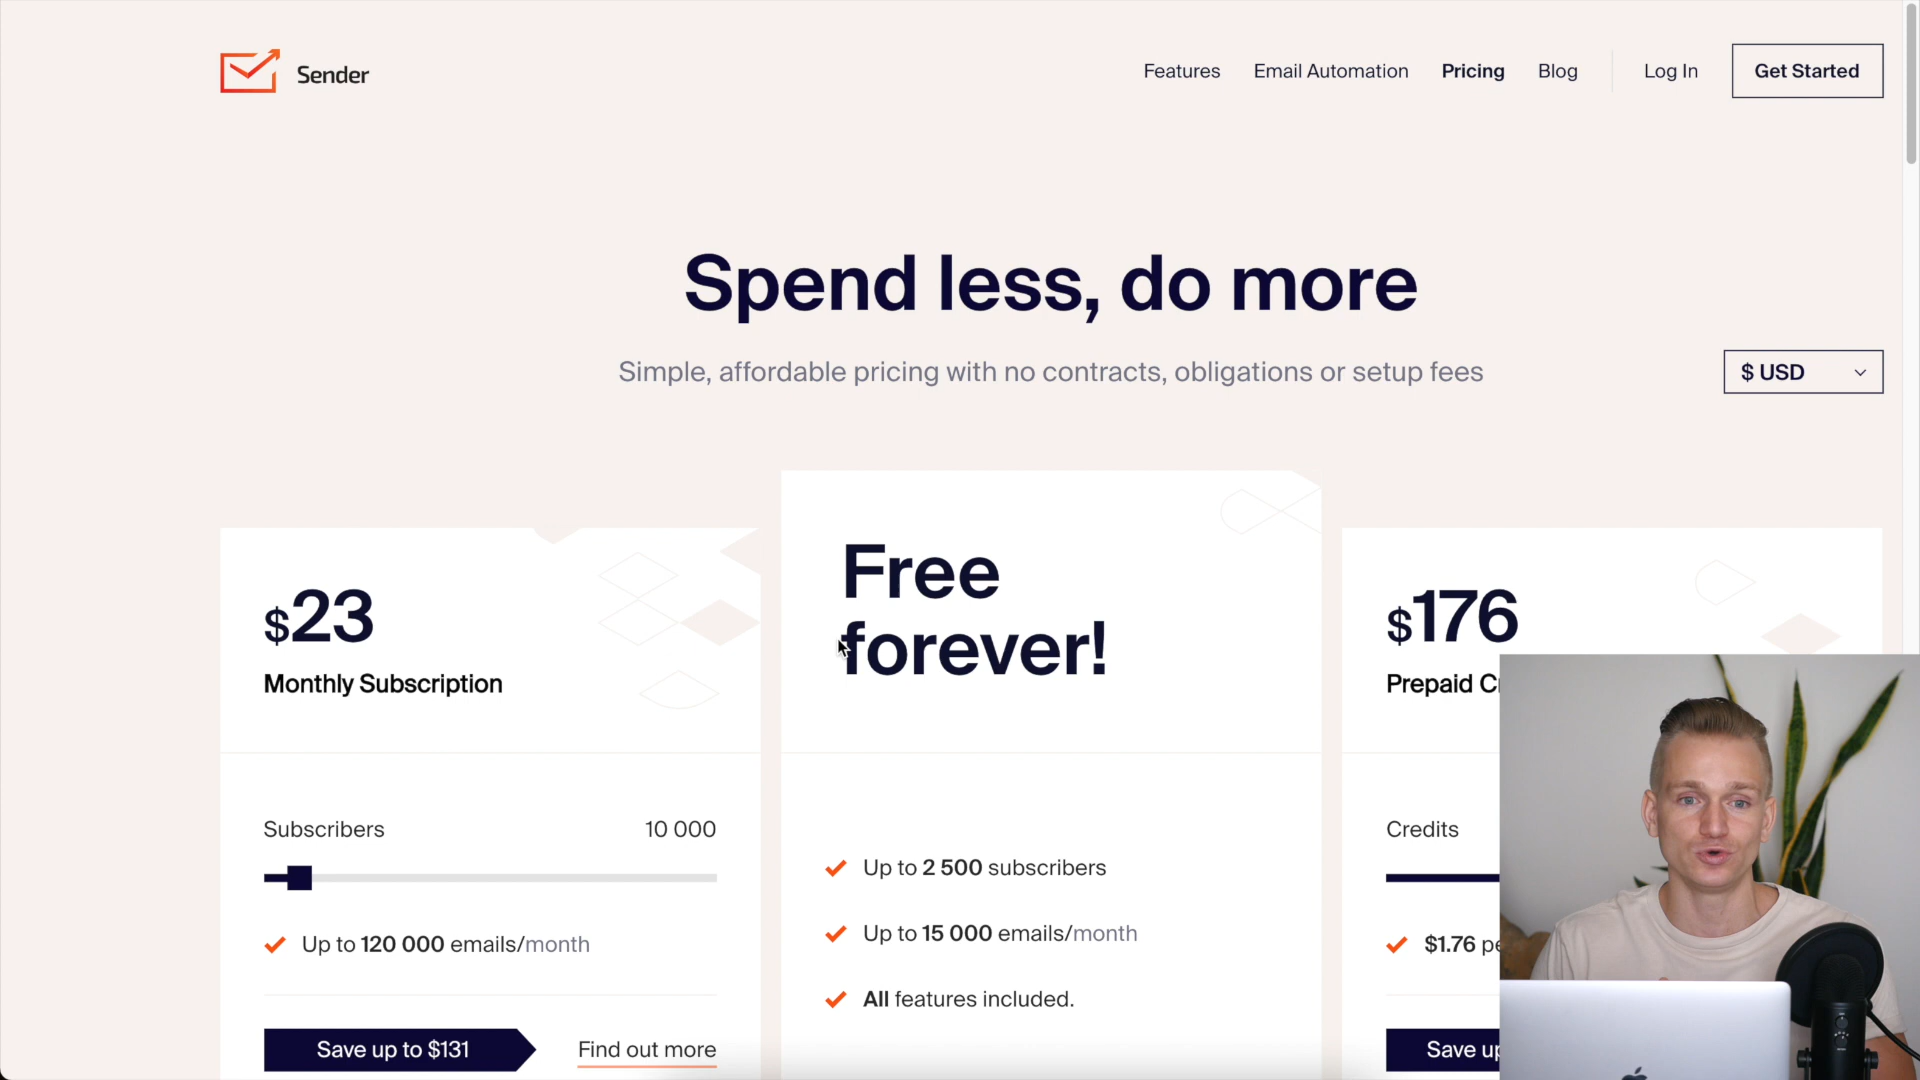 Sender
Features
Email Automation
Pricing
Blog
Log In
Get Started
Spend less, do more
Simple, affordable pricing with no contracts, obligations or setup fees
$ USD
$23
Monthly Subscription
Subscribers
10 000
Up to 120 000 emails/month
Save up to $131
Find out more
Free
forever!
Up to 2 500 subscribers
Up to 15 000 emails/month
All features included.
$176
Prepaid
Credits
$1.76
Save